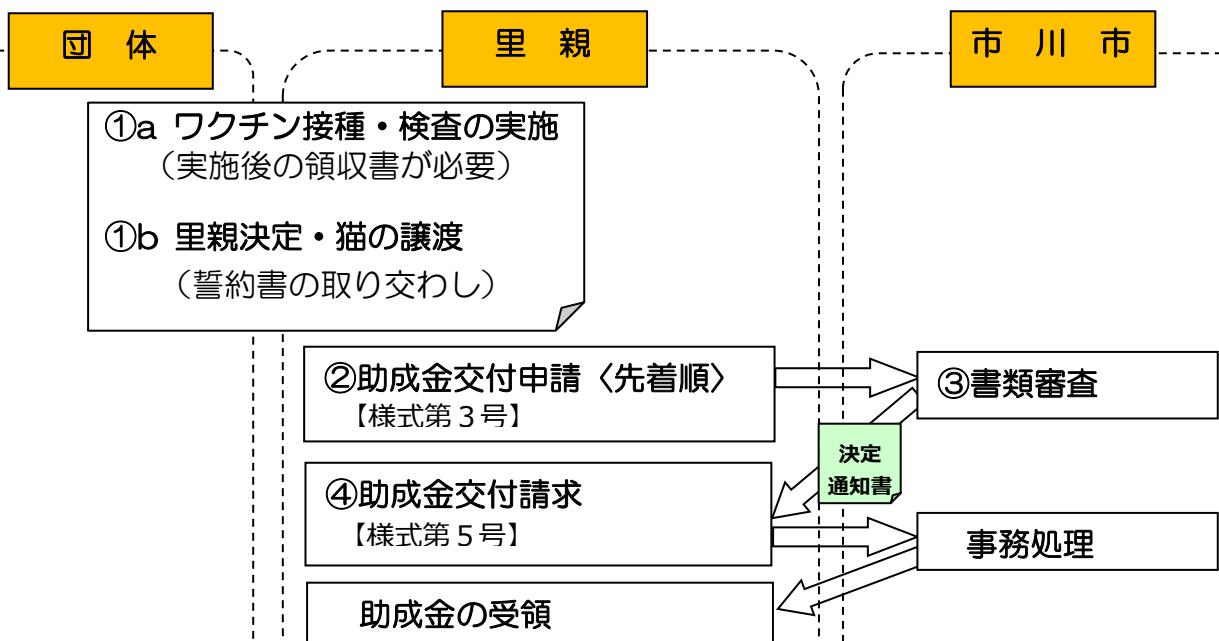 団 体
里 親
市 川 市
①a ワクチン接種・検査の実施
（実施後の領収書が必要）
①b 里親決定・猫の譲渡
（誓約書の取り交わし）
②助成金交付申請〈先着順〉
【様式第３号】
③書類審査
決定
通知書
④助成金交付請求
【様式第５号】
事務処理
助成金の受領